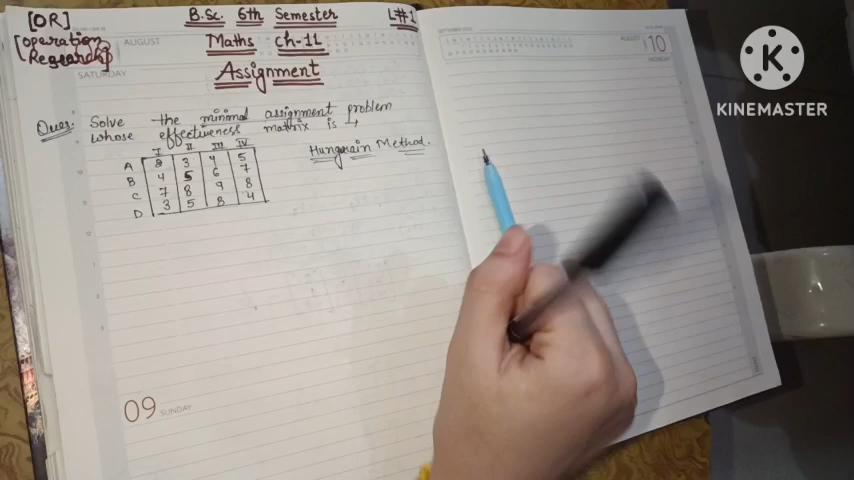 [OR]
[Operation Research]
B.Sc. 6th Semester
L#1
Maths Ch-11
Assignment
AUGUST
SATURDAY
Ques. Solve the minimal assignment problem
whose effectiveness matrix is,
Hungrain Method.
I II III IV
A 2 3 4 5
B 4 5 6 7
C 7 8 9 8
D 3 5 8 4
09 SUNDAY
AUGUST 10
MONDAY
K
KINEMASTER